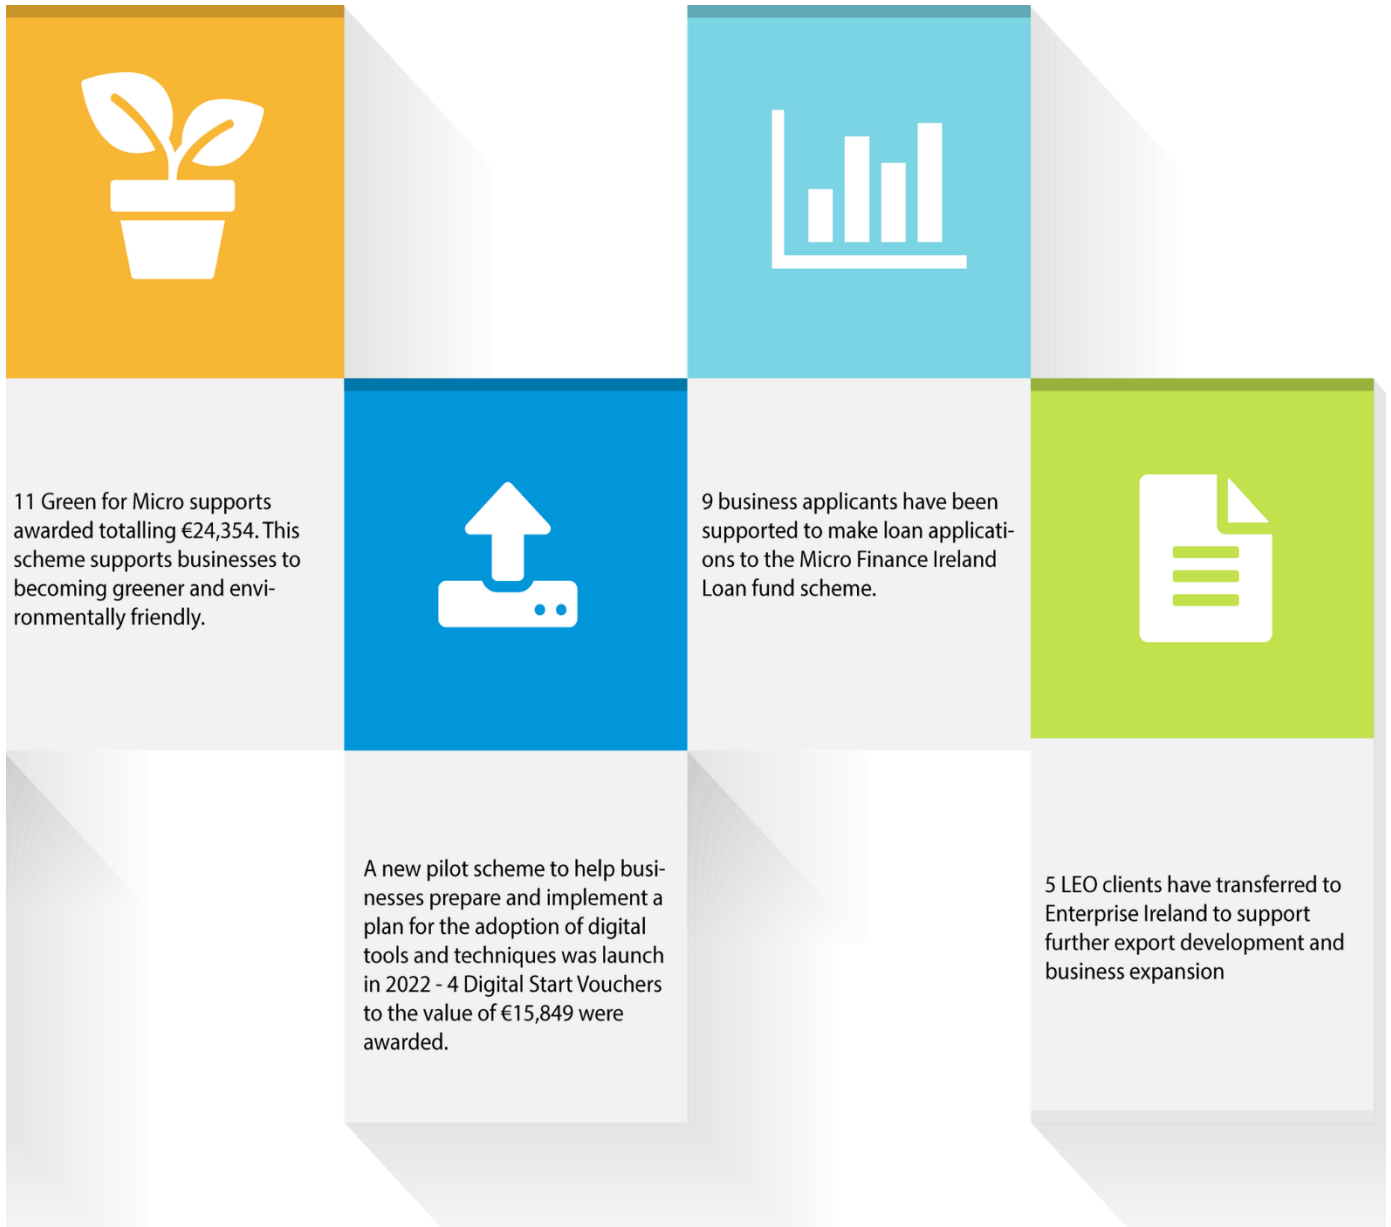 11 Green for Micro supports
awarded totalling €24,354. This
scheme supports businesses to
becoming greener and envi-
ronmentally friendly.
A new pilot scheme to help busi-
nesses prepare and implement a
plan for the adoption of digital
tools and techniques was launch
in 2022 - 4 Digital Start Vouchers
to the value of €15,849 were
awarded.
9 business applicants have been
supported to make loan applicati-
ons to the Micro Finance Ireland
Loan fund scheme.
5 LEO clients have transferred to
Enterprise Ireland to support
further export development and
business expansion